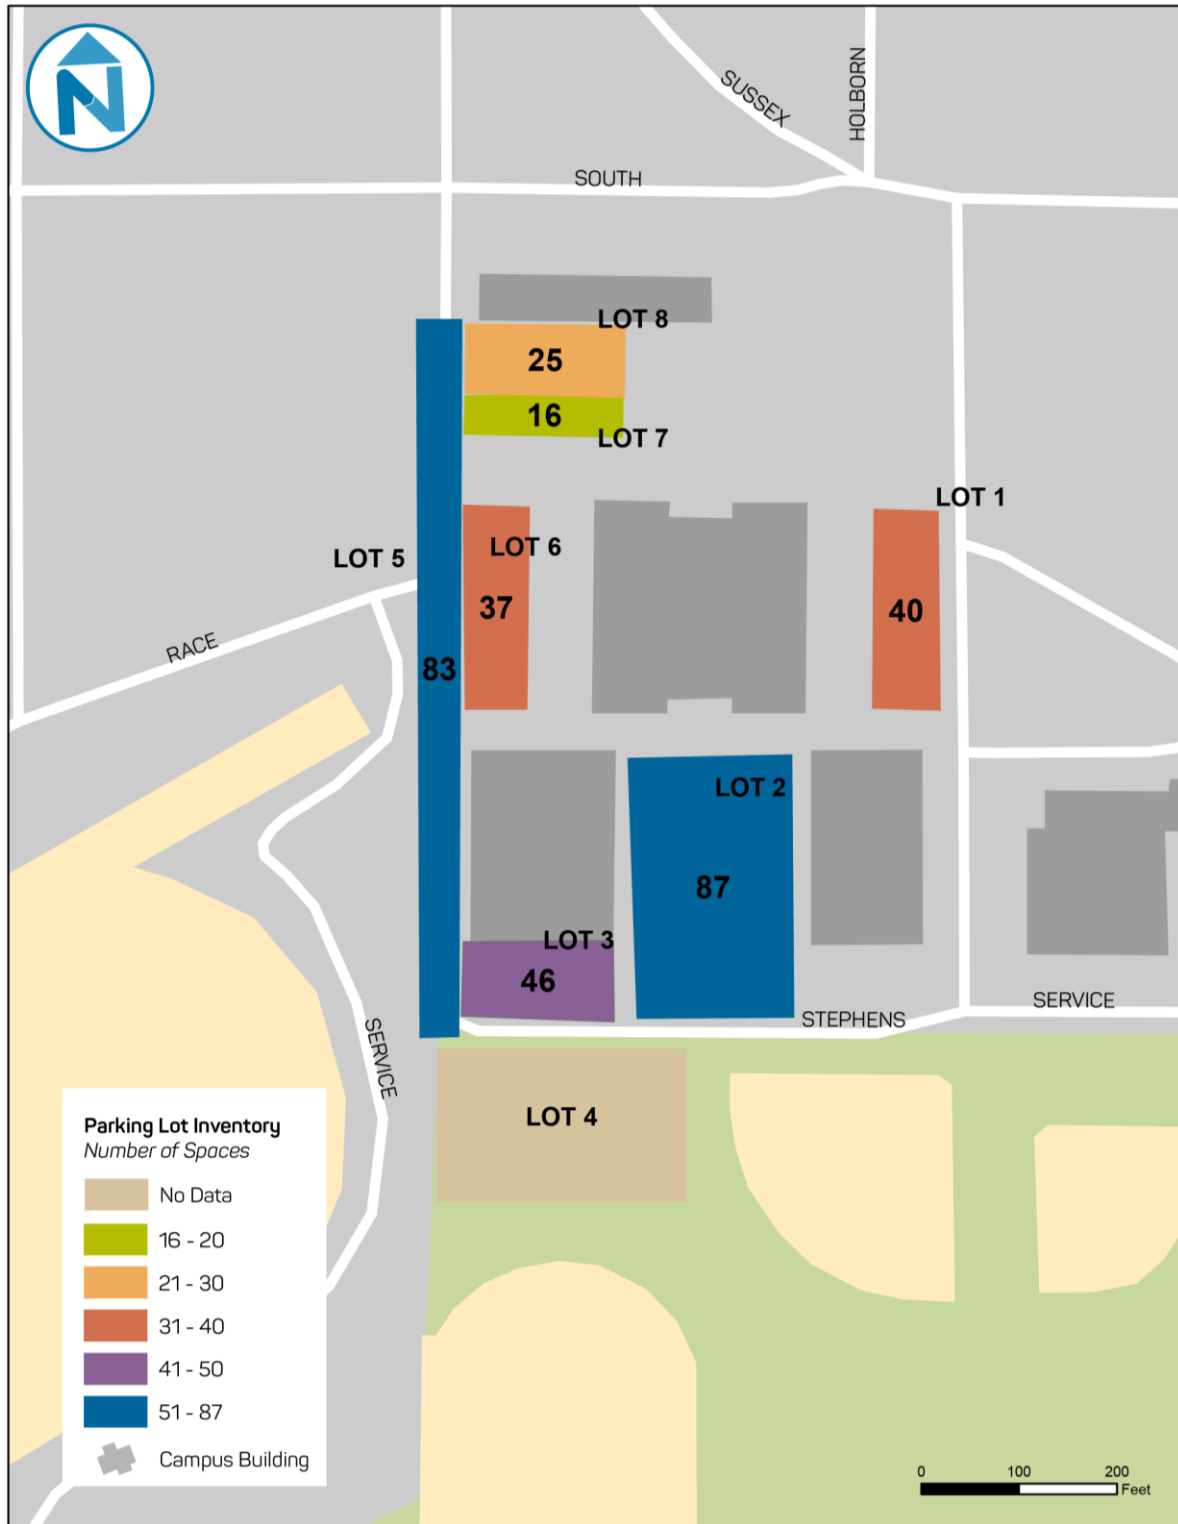 N
SUSSEX
HOLBORN
SOUTH
LOT 8
25
16
LOT 7
LOT 1
LOT 6
LOT 5
37
40
RACE
83
LOT 2
87
LOT 3
46
SERVICE
STEPHENS
SERVICE
LOT 4
Parking Lot Inventory
Number of Spaces
No Data
16 - 20
21 - 30
31 - 40
41 - 50
51 - 87
Campus Building
0 100 200
Feet